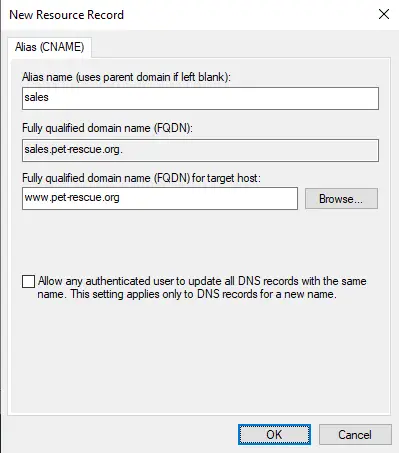 New Resource Record
Alias (CNAME)
Alias name (uses parent domain if left blank):
sales
Fully qualified domain name (FQDN):
sales.pet-rescue.org.
Fully qualified domain name (FQDN) for target host:
www.pet-rescue.org
Browse...
Allow any authenticated user to update all DNS records with the same
name. This setting applies only to DNS records for a new name.
OK
Cancel